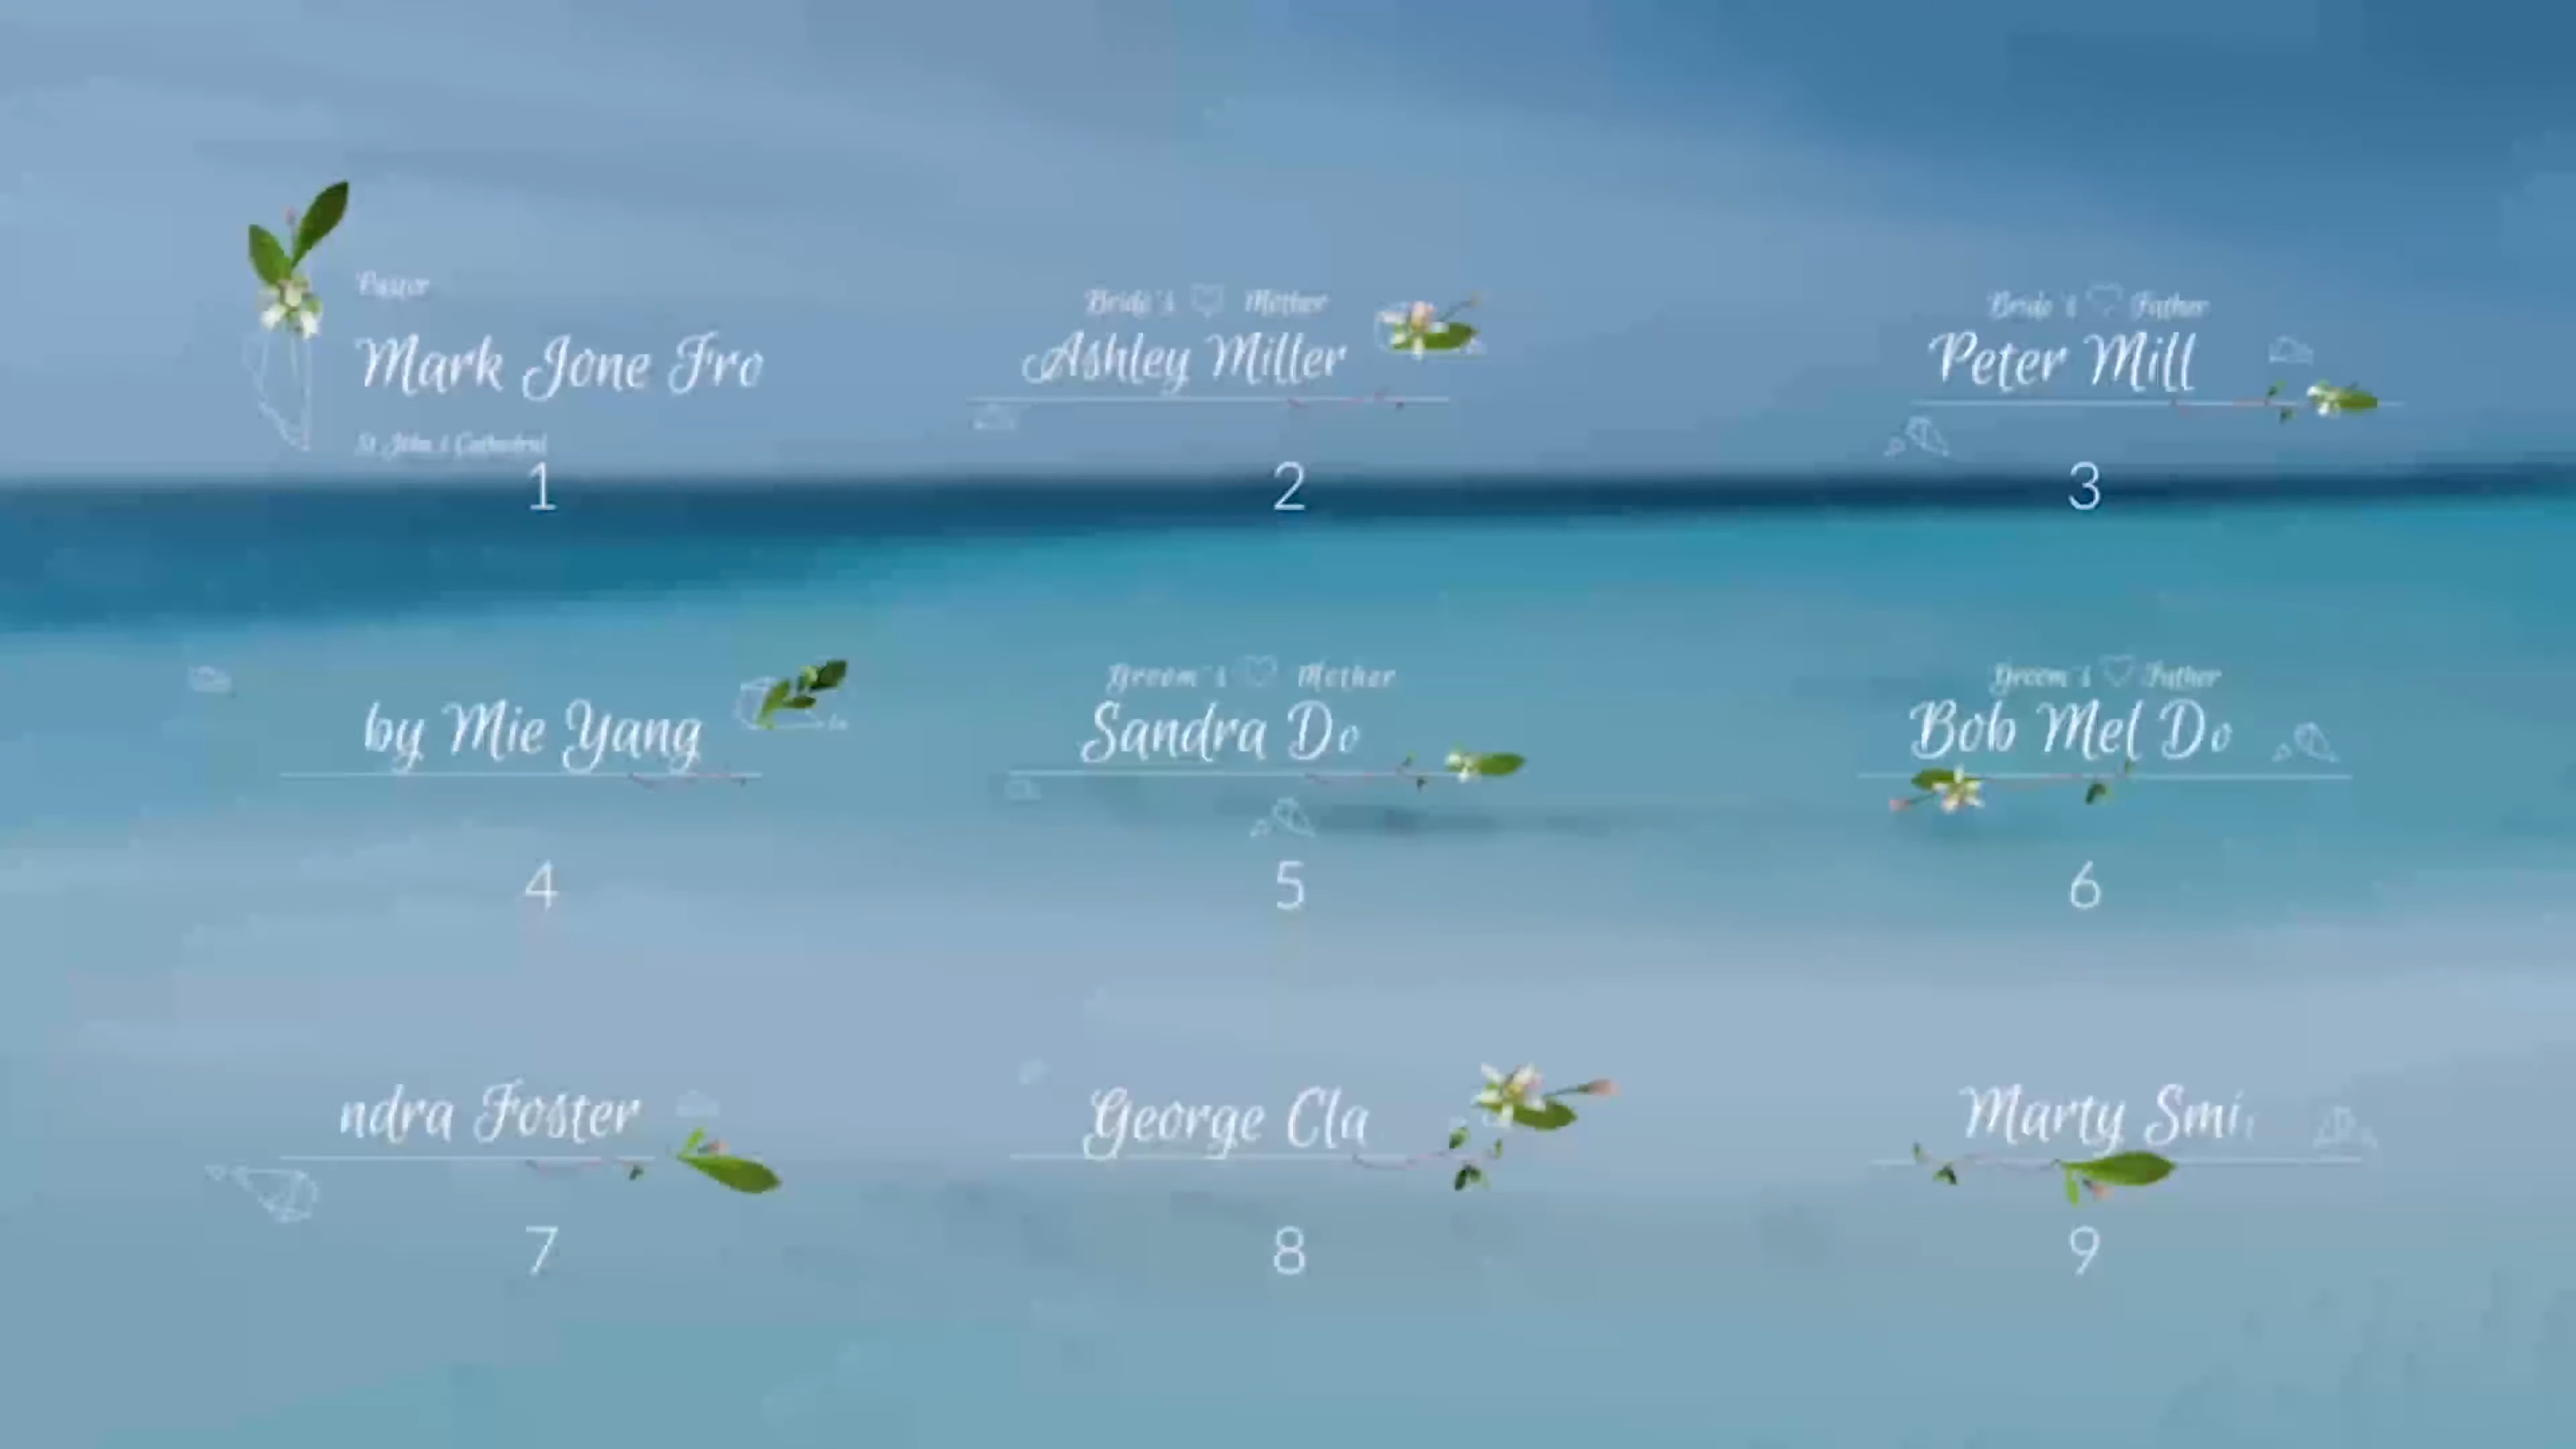 Pastor
Mark Jone Fro
St. John's Cathedral
1
Bride's Mother
Ashley Miller
2
Bride's Father
Peter Mill
3
by Mie Yang
4
Groom's Mother
Sandra Do
5
Groom's Father
Bob Mel Do
6
ndra Foster
7
George Cla
8
Marty Smi
9